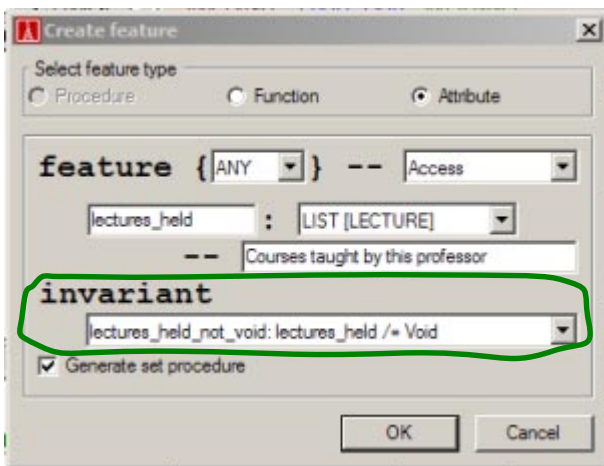 Create feature
Select feature type
Procedure Function Attribute
feature { ANY } -- Access
lectures_held : LIST [LECTURE]
-- Courses taught by this professor
invariant
lectures_held_not_void: lectures_held /= Void
Generate set procedure
OK Cancel